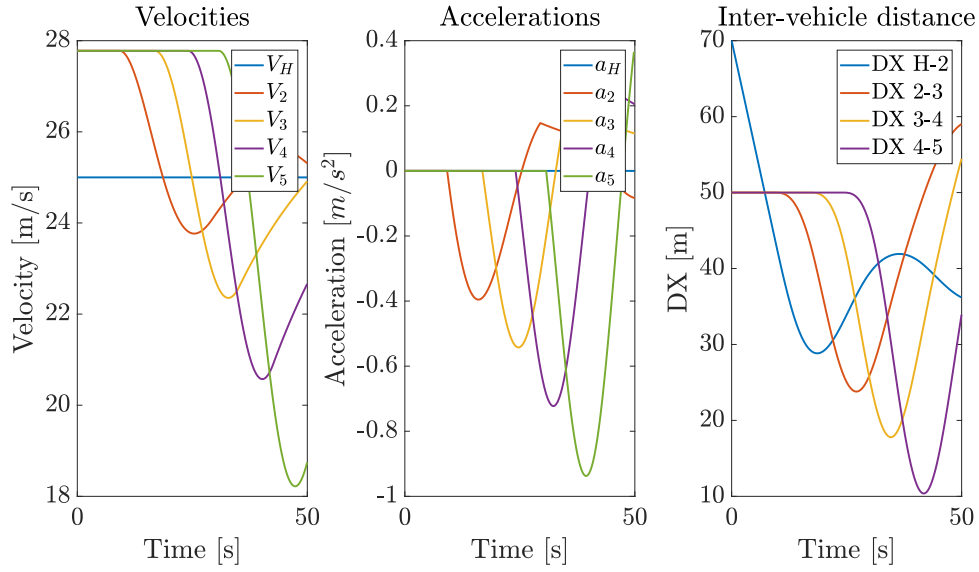 Velocities
28
26
24
22
20
18
0
50
Velocity [m/s]
Time [s]
V_H
V_2
V_3
V_4
V_5
Accelerations
0.4
0.2
0
-0.2
-0.4
-0.6
-0.8
-1
0
50
Acceleration [m/s^2]
Time [s]
a_H
a_2
a_3
a_4
a_5
Inter-vehicle distance
70
60
50
40
30
20
10
0
50
DX [m]
Time [s]
DX H-2
DX 2-3
DX 3-4
DX 4-5